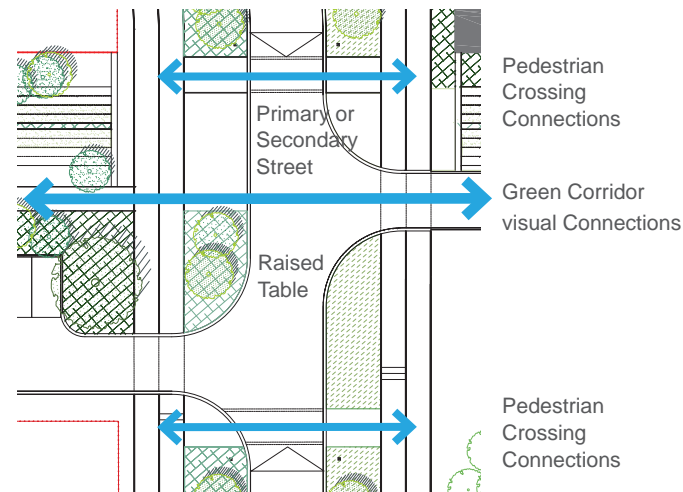 Pedestrian
Crossing
Connections
Primary or
Secondary
Street
Green Corridor
visual Connections
Raised
Table
Pedestrian
Crossing
Connections